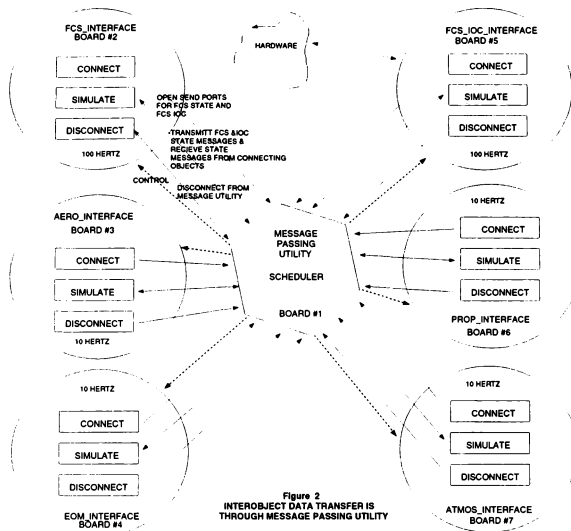 FCS_INTERFACE
BOARD #2
CONNECT
SIMULATE
DISCONNECT
100 HERTZ
HARDWARE
FCS_IOC_INTERFACE
BOARD #5
CONNECT
SIMULATE
DISCONNECT
100 HERTZ
OPEN SEND PORTS
FOR FCS STATE AND
FCS IOC
-TRANSMITT FCS &IOC
STATE MESSAGES &
RECIEVE STATE
MESSAGES FROM CONNECTING
OBJECTS
CONTROL
DISCONNECT FROM
MESSAGE UTILITY
AERO_INTERFACE
BOARD #3
CONNECT
SIMULATE
DISCONNECT
10 HERTZ
MESSAGE
PASSING
UTILITY
SCHEDULER
BOARD #1
10 HERTZ
CONNECT
SIMULATE
DISCONNECT
PROP_INTERFACE
BOARD #6
10 HERTZ
CONNECT
SIMULATE
DISCONNECT
EOM_INTERFACE
BOARD #4
10 HERTZ
CONNECT
SIMULATE
DISCONNECT
ATMOS_INTERFACE
BOARD #7
Figure 2
INTEROBJECT DATA TRANSFER IS
THROUGH MESSAGE PASSING UTILITY